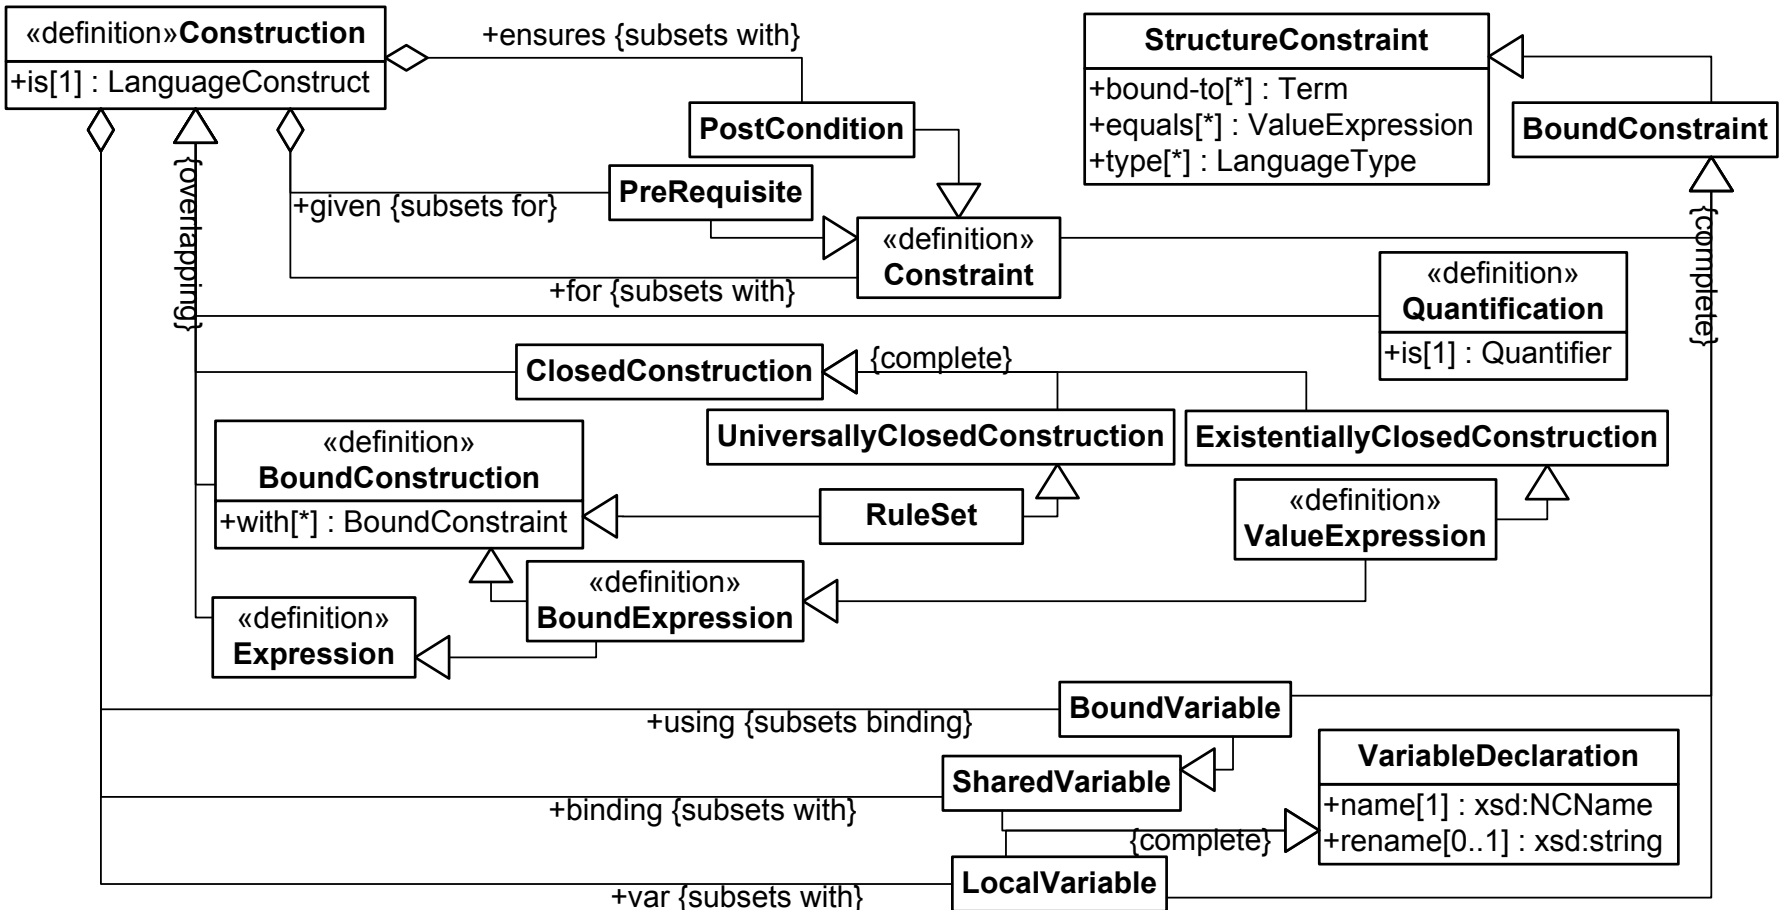 «definition»Construction
+is[1] : LanguageConstruct
+ensures {subsets with}
StructureConstraint
+bound-to[*] : Term
+equals[*] : ValueExpression
+type[*] : LanguageType
PostCondition
BoundConstraint
{overlapping}
PreRequisite
+given {subsets for}
«definition»
Constraint
{complete}
+for {subsets with}
«definition»
Quantification
+is[1] : Quantifier
ClosedConstruction
{complete}
UniversallyClosedConstruction
ExistentiallyClosedConstruction
«definition»
BoundConstruction
+with[*] : BoundConstraint
RuleSet
«definition»
ValueExpression
«definition»
BoundExpression
«definition»
Expression
BoundVariable
+using {subsets binding}
SharedVariable
VariableDeclaration
+name[1] : xsd:NCName
+rename[0..1] : xsd:string
+binding {subsets with}
{complete}
LocalVariable
+var {subsets with}